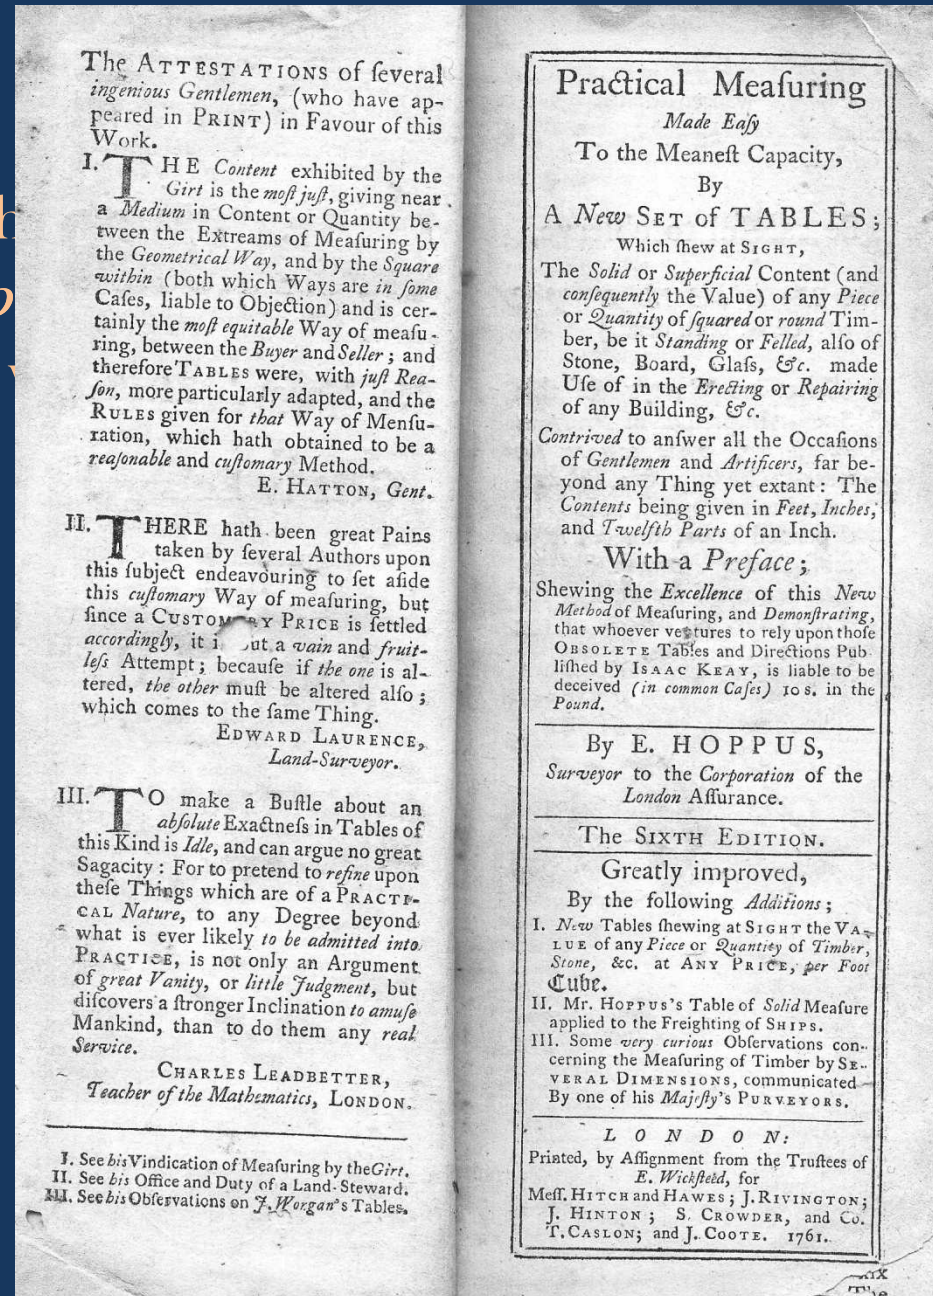 The ATTESTATIONS of ſeveral
ingenious Gentlemen, (who have ap-
peared in PRINT) in Favour of this
Work.
I. THE Content exhibited by the
Girt is the moſt juſt, giving near
a Medium in Content or Quantity be-
tween the Extreams of Meaſuring by
the Geometrical Way, and by the Square
within (both which Ways are in ſome
Caſes, liable to Objection) and is cer-
tainly the moſt equitable Way of meaſu-
ring, between the Buyer and Seller; and
therefore TABLES were, with juſt Rea-
ſon, more particularly adapted, and the
RULES given for that Way of Menſu-
ration, which hath obtained to be a
reaſonable and cuſtomary Method.
E. HATTON, Gent.
II. THERE hath been great Pains
taken by ſeveral Authors upon
this ſubject endeavouring to ſet aſide
this cuſtomary Way of meaſuring, but
ſince a CUSTOMARY PRICE is ſettled
accordingly, it i ut a vain and fruit-
leſs Attempt; becauſe if the one is al-
tered, the other muſt be altered alſo;
which comes to the ſame Thing.
EDWARD LAURENCE,
Land-Surveyor.
III. TO make a Buſtle about an
abſolute Exactneſs in Tables of
this Kind is Idle, and can argue no great
Sagacity: For to pretend to refine upon
theſe Things which are of a PRACTI-
CAL Nature, to any Degree beyond
what is ever likely to be admitted into
PRACTICE, is not only an Argument
of great Vanity, or little Judgment, but
diſcovers a ſtronger Inclination to amuſe
Mankind, than to do them any real
Service.
CHARLES LEADBETTER,
Teacher of the Mathematics, LONDON.
I. See his Vindication of Meaſuring by the Girt.
II. See his Office and Duty of a Land-Steward.
III. See his Obſervations on J. Worgan's Tables.
Practical Meaſuring
Made Eaſy
To the Meaneſt Capacity,
By
A New SET of TABLES;
Which ſhew at SIGHT,
The Solid or Superficial Content (and
conſequently the Value) of any Piece
or Quantity of ſquared or round Tim-
ber, be it Standing or Felled, alſo of
Stone, Board, Glaſs, &c. made
Uſe of in the Erecting or Repairing
of any Building, &c.
Contrived to anſwer all the Occaſions
of Gentlemen and Artificers, far be-
yond any Thing yet extant: The
Contents being given in Feet, Inches,
and Twelfth Parts of an Inch.
With a Preface;
Shewing the Excellence of this New
Method of Meaſuring, and Demonſtrating,
that whoever ventures to rely upon thoſe
OBSOLETE Tables and Directions Pub-
liſhed by ISAAC KEAY, is liable to be
deceived (in common Caſes) 10 s. in the
Pound.
By E. HOPPUS,
Surveyor to the Corporation of the
London Aſſurance.
The SIXTH EDITION.
Greatly improved,
By the following Additions;
I. New Tables ſhewing at SIGHT the VA-
LUE of any Piece or Quantity of Timber,
Stone, &c. at ANY PRICE, per Foot
Cube.
II. Mr. HOPPUS's Table of Solid Meaſure
applied to the Freighting of SHIPS.
III. Some very curious Obſervations con-
cerning the Meaſuring of Timber by SE-
VERAL DIMENSIONS, communicated
By one of his Majeſty's PURVEYORS.
LONDON:
Printed, by Aſſignment from the Truſtees of
E. Wickſteed, for
Meſſ. HITCH and HAWES; J. RIVINGTON;
J. HINTON; S. CROWDER, and Co.
T. CASLON; and J. COOTE. 1761.